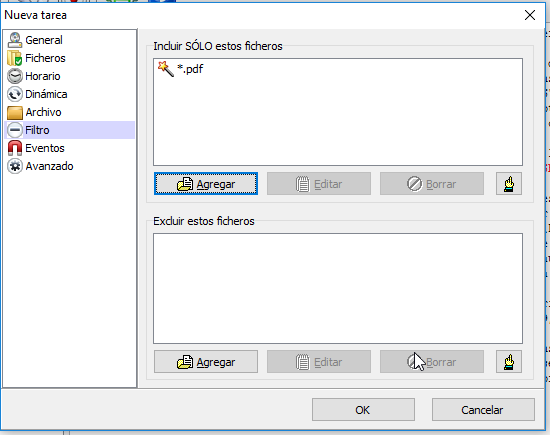 Nueva tarea
General
Ficheros
Horario
Dinámica
Archivo
Filtro
Eventos
Avanzado
Incluir SÓLO estos ficheros
*.pdf
Agregar Editar Borrar
Excluir estos ficheros
Agregar Editar Borrar
OK Cancelar